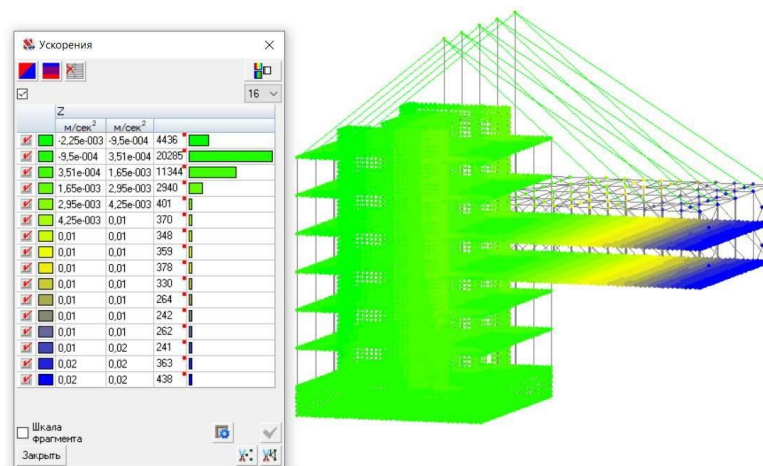 Ускорения
16
Z
м/сек² м/сек²
-2,25e-003 -9,5e-004 4436
-9,5e-004 3,51e-004 20285
3,51e-004 1,65e-003 11344
1,65e-003 2,95e-003 2940
2,95e-003 4,25e-003 401
4,25e-003 0,01 370
0,01 0,01 348
0,01 0,01 359
0,01 0,01 378
0,01 0,01 330
0,01 0,01 264
0,01 0,01 242
0,01 0,01 262
0,01 0,02 241
0,02 0,02 363
0,02 0,02 438
Шкала
фрагмента
Закрыть